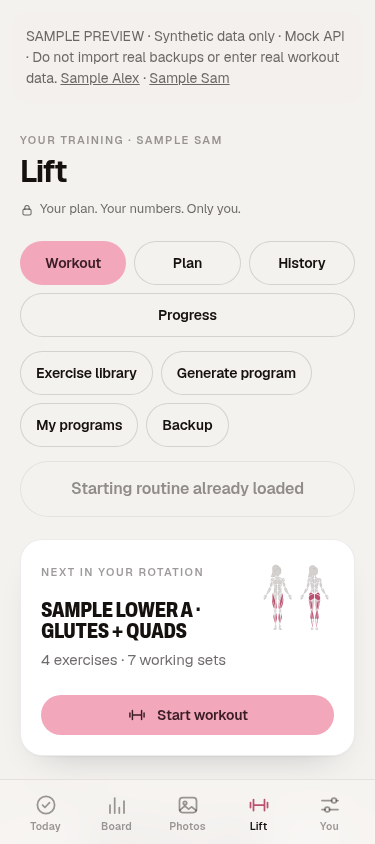 SAMPLE PREVIEW · Synthetic data only · Mock API
· Do not import real backups or enter real workout
data. Sample Alex · Sample Sam
YOUR TRAINING · SAMPLE SAM
Lift
Your plan. Your numbers. Only you.
Workout
Plan
History
Progress
Exercise library
Generate program
My programs
Backup
Starting routine already loaded
NEXT IN YOUR ROTATION
SAMPLE LOWER A ·
GLUTES + QUADS
4 exercises · 7 working sets
Start workout
Today
Board
Photos
Lift
You